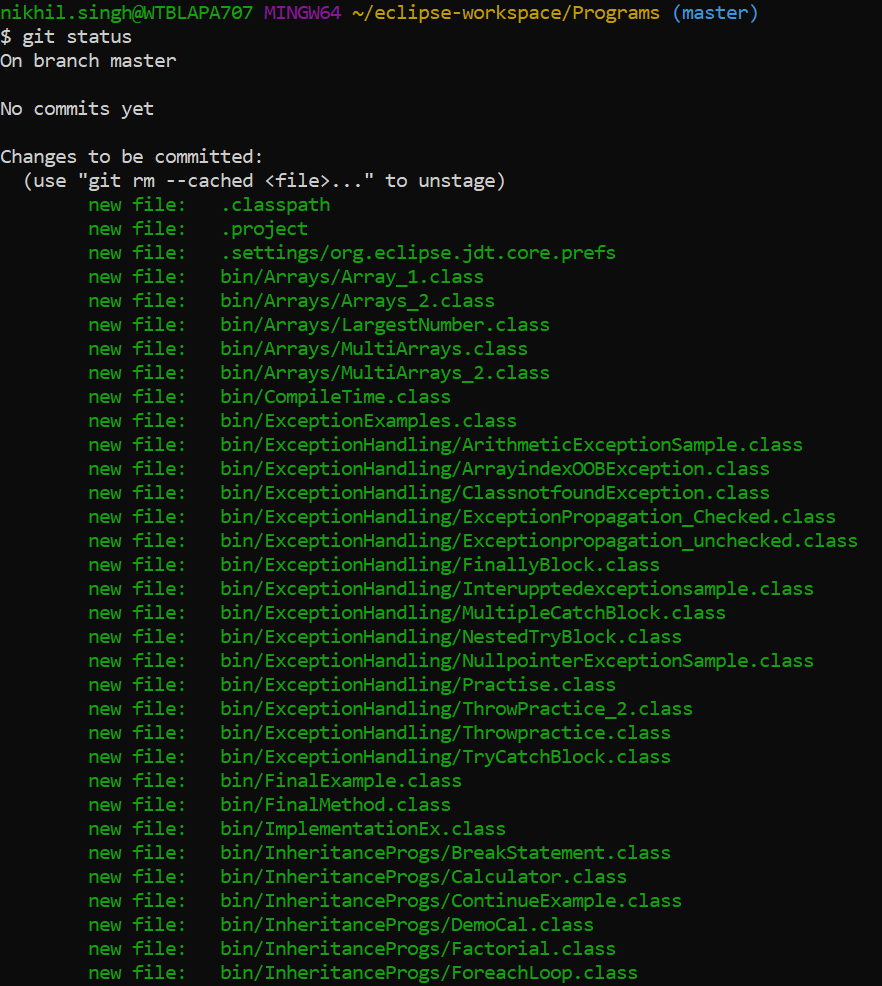 nikhil.singh@WTBLAPA707 MINGW64 ~/eclipse-workspace/Programs (master)
$ git status
On branch master
No commits yet
Changes to be committed:
(use "git rm --cached <file>..." to unstage)
new file: .classpath
new file: .project
new file: .settings/org.eclipse.jdt.core.prefs
new file: bin/Arrays/Array_1.class
new file: bin/Arrays/Arrays_2.class
new file: bin/Arrays/LargestNumber.class
new file: bin/Arrays/MultiArrays.class
new file: bin/Arrays/MultiArrays_2.class
new file: bin/CompileTime.class
new file: bin/ExceptionExamples.class
new file: bin/ExceptionHandling/ArithmeticExceptionSample.class
new file: bin/ExceptionHandling/ArrayindexOOBException.class
new file: bin/ExceptionHandling/ClassnotfoundException.class
new file: bin/ExceptionHandling/ExceptionPropagation_Checked.class
new file: bin/ExceptionHandling/Exceptionpropagation_unchecked.class
new file: bin/ExceptionHandling/FinallyBlock.class
new file: bin/ExceptionHandling/Interupptedexceptionsample.class
new file: bin/ExceptionHandling/MultipleCatchBlock.class
new file: bin/ExceptionHandling/NestedTryBlock.class
new file: bin/ExceptionHandling/NullpointerExceptionSample.class
new file: bin/ExceptionHandling/Practise.class
new file: bin/ExceptionHandling/ThrowPractice_2.class
new file: bin/ExceptionHandling/Throwpractice.class
new file: bin/ExceptionHandling/TryCatchBlock.class
new file: bin/FinalExample.class
new file: bin/FinalMethod.class
new file: bin/ImplementationEx.class
new file: bin/InheritanceProgs/BreakStatement.class
new file: bin/InheritanceProgs/Calculator.class
new file: bin/InheritanceProgs/ContinueExample.class
new file: bin/InheritanceProgs/DemoCal.class
new file: bin/InheritanceProgs/Factorial.class
new file: bin/InheritanceProgs/ForeachLoop.class